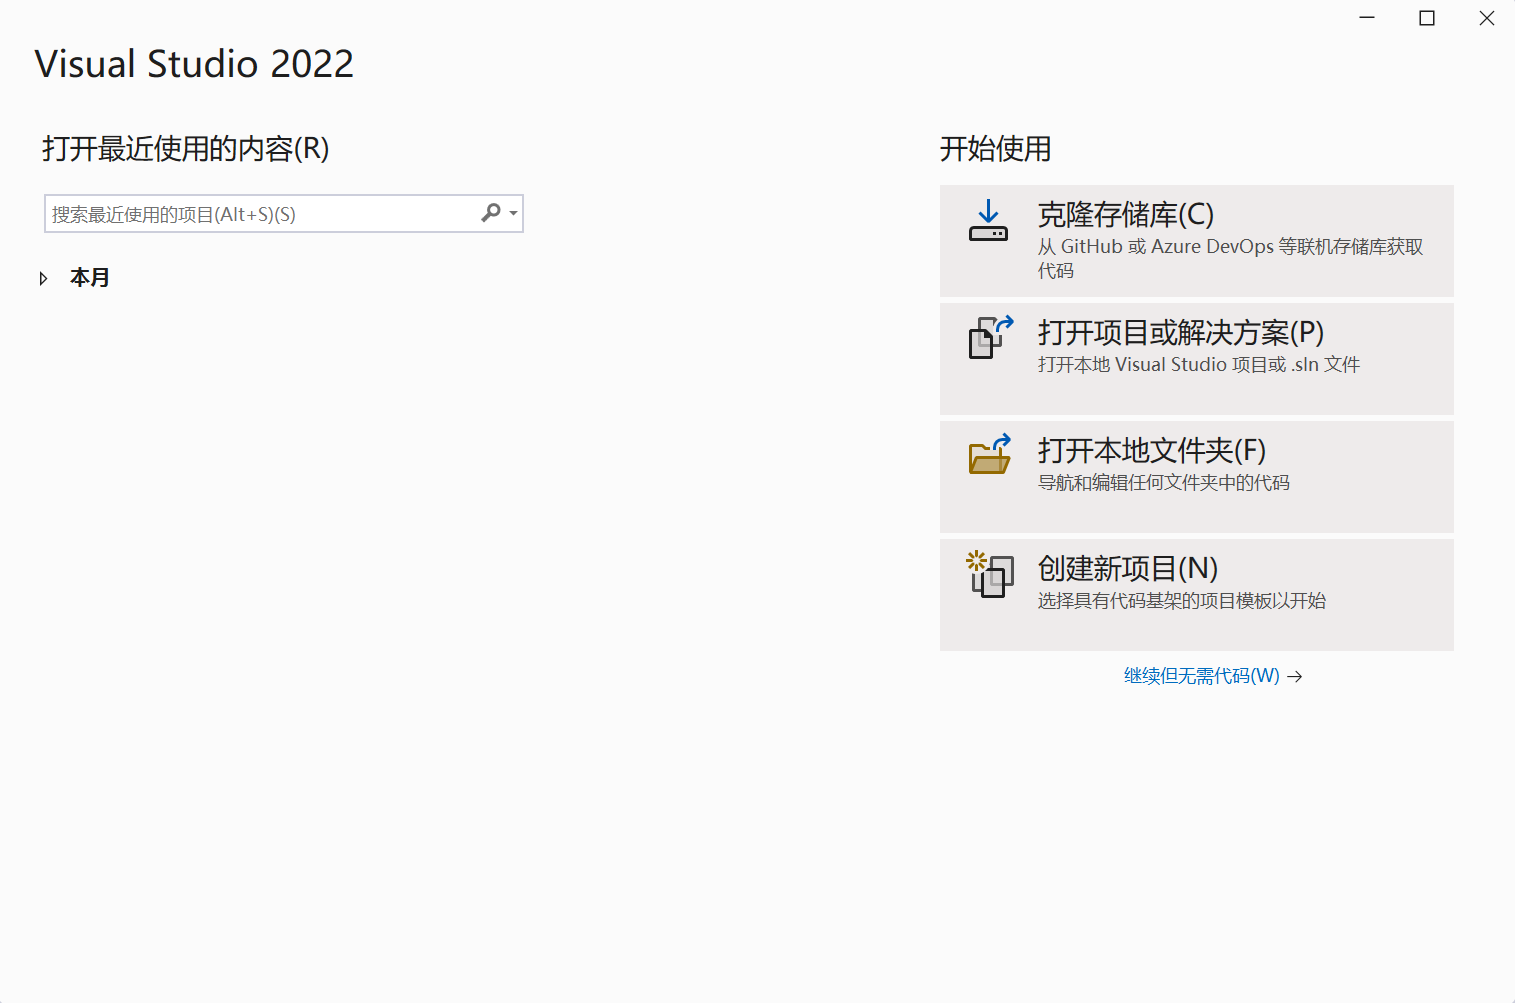 Visual Studio 2022
打开最近使用的内容(R)
搜索最近使用的项目(Alt+S)(S)
本月
开始使用
克隆存储库(C)
从 GitHub 或 Azure DevOps 等联机存储库获取
代码
打开项目或解决方案(P)
打开本地 Visual Studio 项目或 .sln 文件
打开本地文件夹(F)
导航和编辑任何文件夹中的代码
创建新项目(N)
选择具有代码基架的项目模板以开始
继续但无需代码(W) →